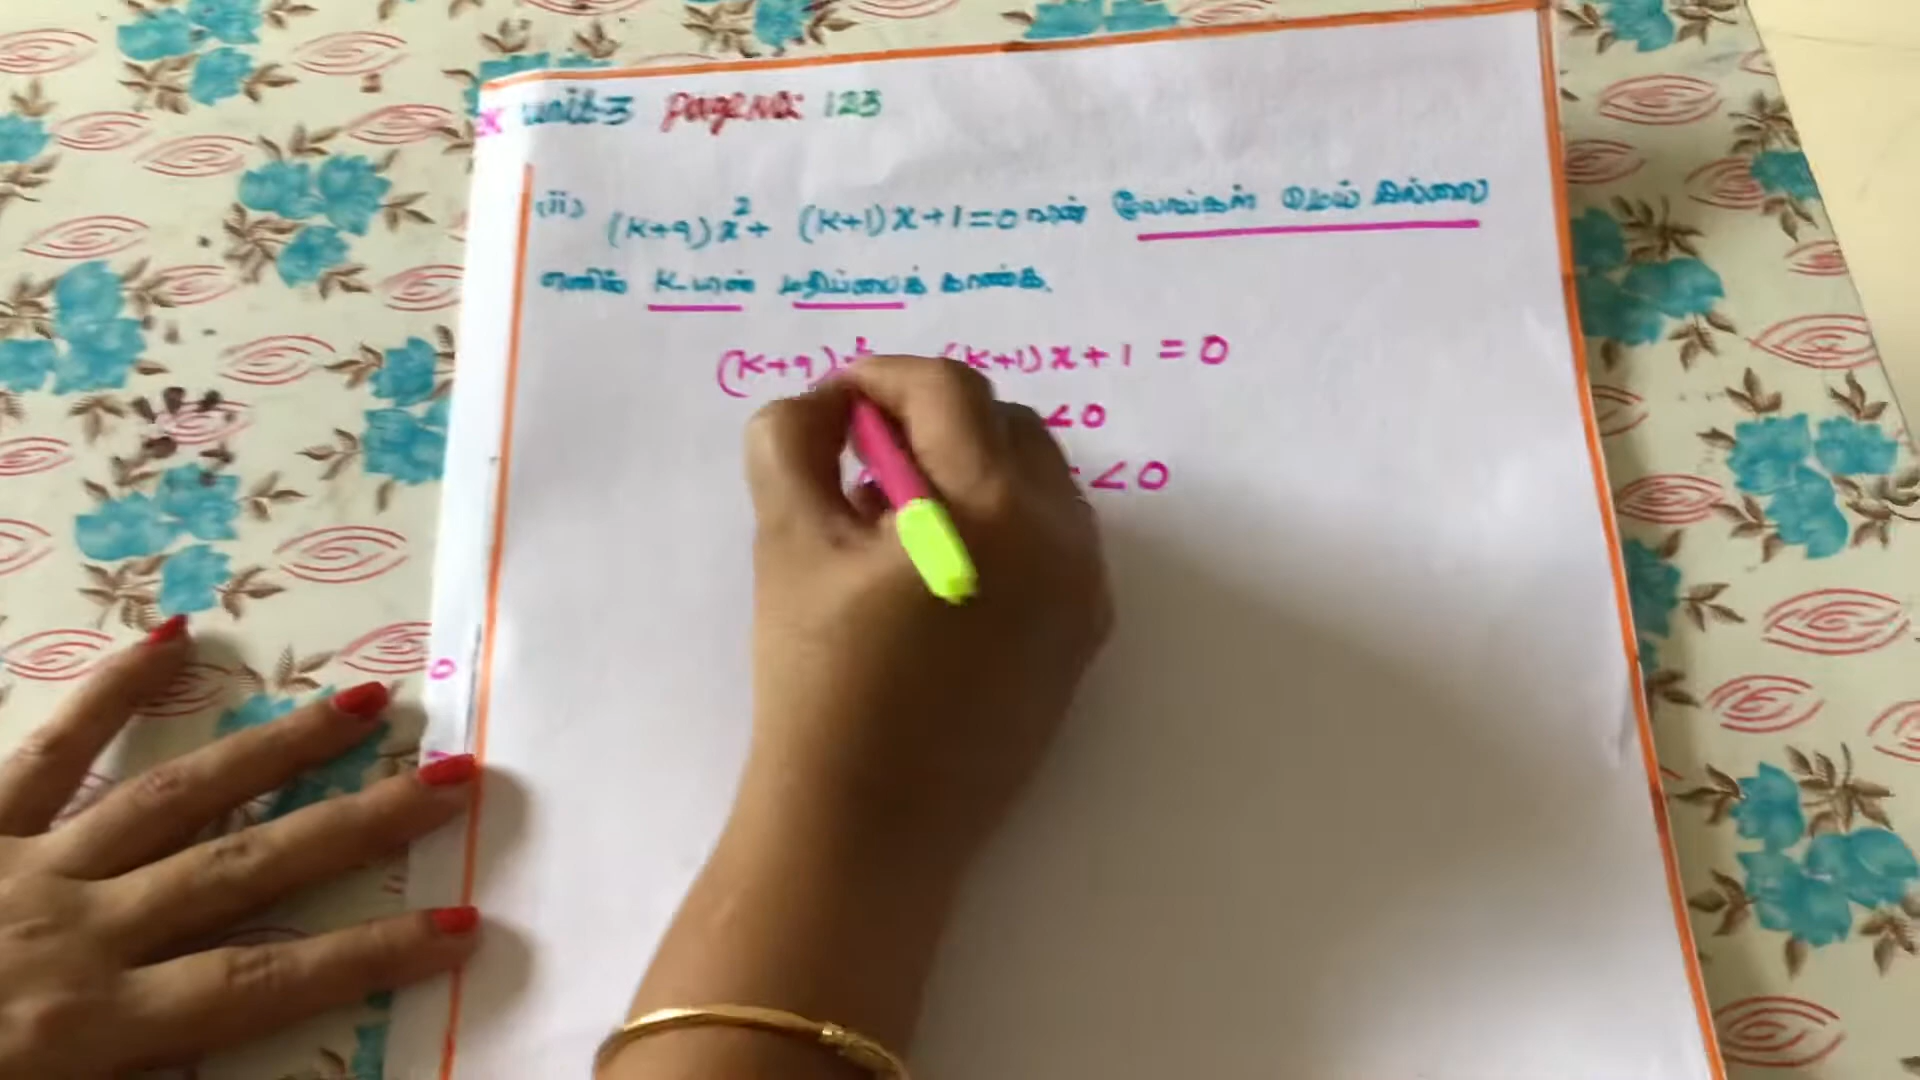 unit-3 Page No: 123
(ii) (K+9)x²+ (K+1)x+1=0 ன் மூலங்கள் மெய் இல்லை
எனில் K யின் மதிப்பைக் காண்க.
(K+9) (K+1)x+1 = 0
<0
<0